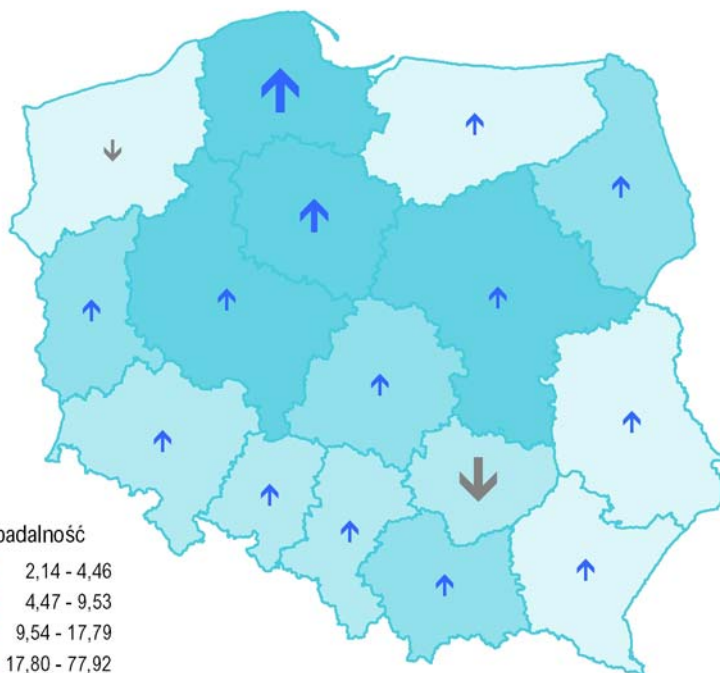 padalność
2,14 - 4,46
4,47 - 9,53
9,54 - 17,79
17,80 - 77,92